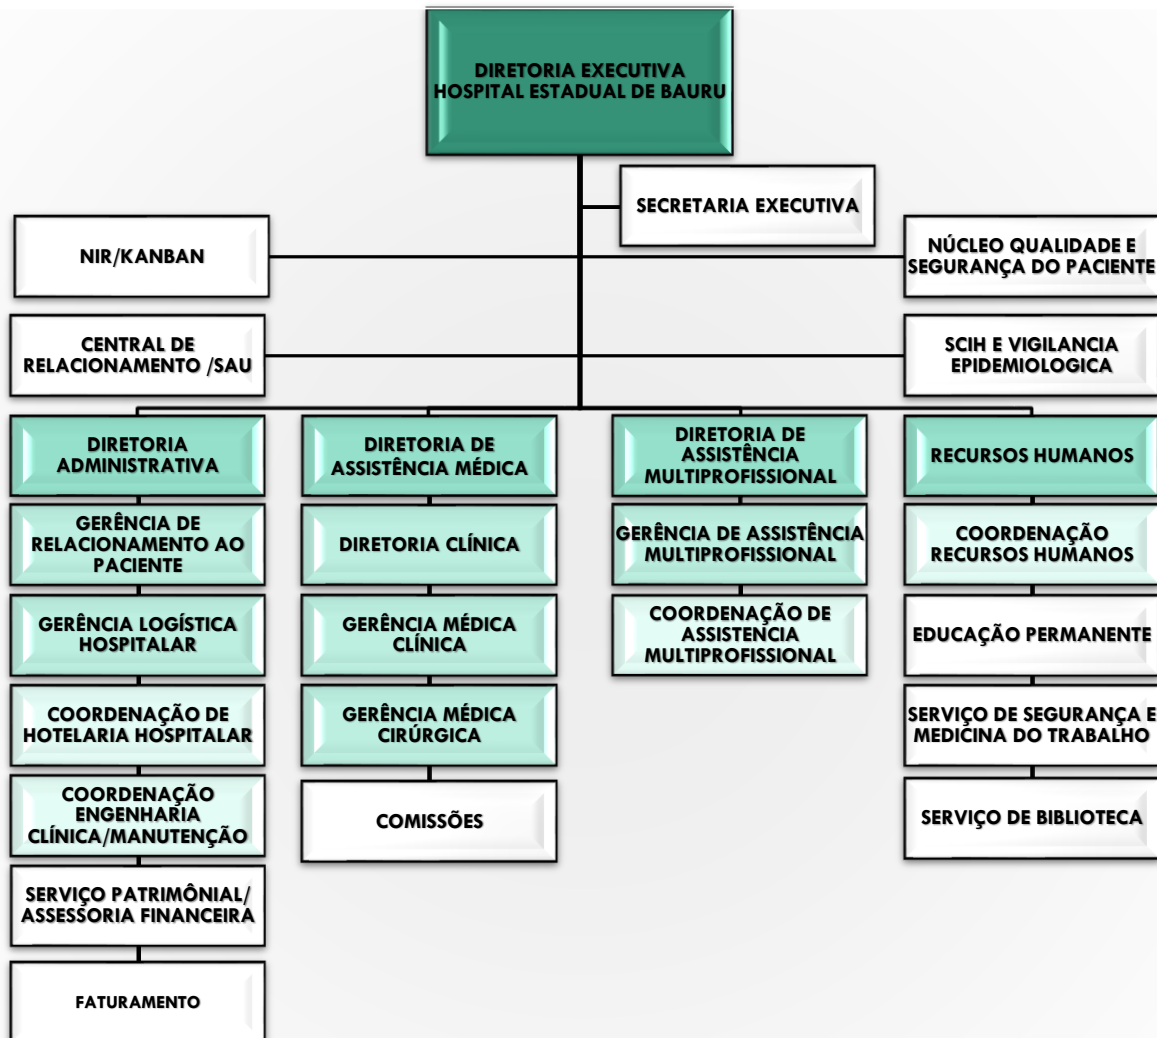 DIRETORIA EXECUTIVA
HOSPITAL ESTADUAL DE BAURU
SECRETARIA EXECUTIVA
NIR/KANBAN
NÚCLEO QUALIDADE E
SEGURANÇA DO PACIENTE
CENTRAL DE
RELACIONAMENTO /SAU
SCIH E VIGILANCIA
EPIDEMIOLOGICA
DIRETORIA
ADMINISTRATIVA
GERÊNCIA DE
RELACIONAMENTO AO
PACIENTE
GERÊNCIA LOGÍSTICA
HOSPITALAR
COORDENAÇÃO DE
HOTELARIA HOSPITALAR
COORDENAÇÃO
ENGENHARIA
CLÍNICA/MANUTENÇÃO
SERVIÇO PATRIMÔNIAL/
ASSESSORIA FINANCEIRA
FATURAMENTO
DIRETORIA DE
ASSISTÊNCIA MÉDICA
DIRETORIA CLÍNICA
GERÊNCIA MÉDICA
CLÍNICA
GERÊNCIA MÉDICA
CIRÚRGICA
COMISSÕES
DIRETORIA DE
ASSISTÊNCIA
MULTIPROFISSIONAL
GERÊNCIA DE ASSISTÊNCIA
MULTIPROFISSIONAL
COORDENAÇÃO DE
ASSISTENCIA
MULTIPROFISSIONAL
RECURSOS HUMANOS
COORDENAÇÃO
RECURSOS HUMANOS
EDUCAÇÃO PERMANENTE
SERVIÇO DE SEGURANÇA E
MEDICINA DO TRABALHO
SERVIÇO DE BIBLIOTECA